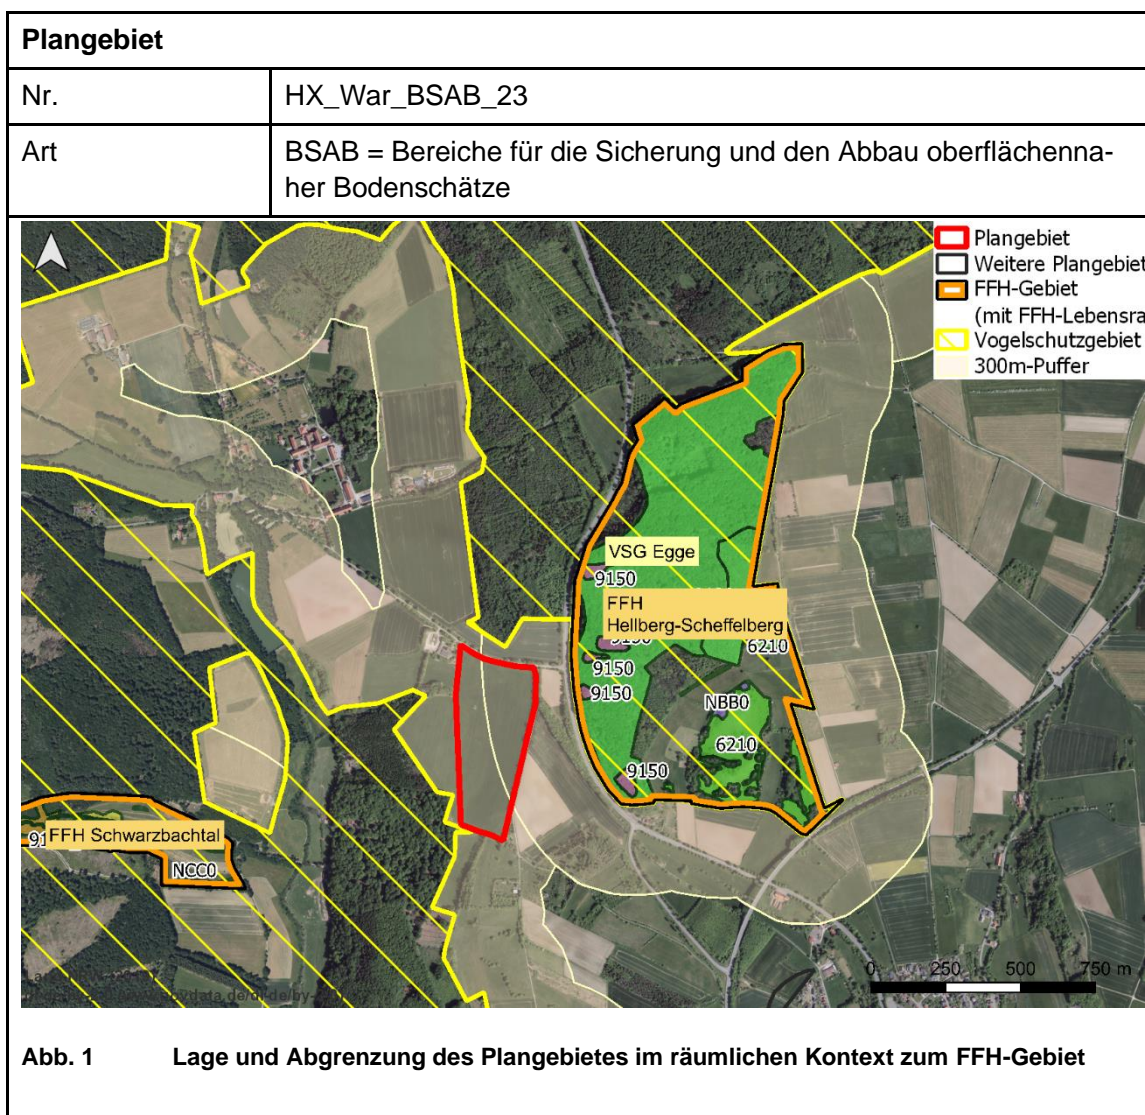 Plangebiet
Nr. HX_War_BSAB_23
Art BSAB = Bereiche für die Sicherung und den Abbau oberflächenna-
her Bodenschätze
Plangebiet
Weitere Plangebiet
FFH-Gebiet
(mit FFH-Lebensra
Vogelschutzgebiet
300m-Puffer
VSG Egge
9150
FFH
Hellberg-Scheffelberg
9150
6210
9150
9150
NBB0
6210
9150
FFH Schwarzbachtal
NCC0
0 250 500 750 m
Abb. 1 Lage und Abgrenzung des Plangebietes im räumlichen Kontext zum FFH-Gebiet